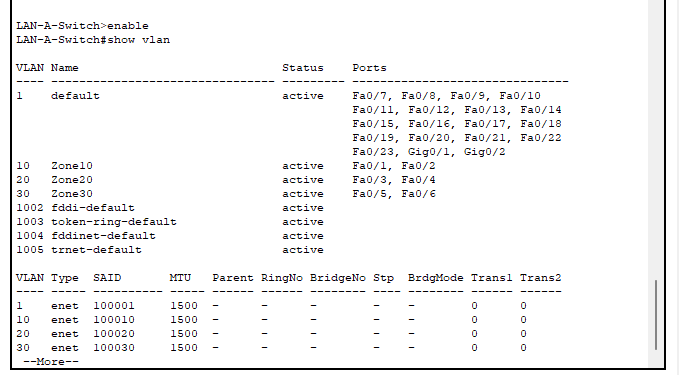 LAN-A-Switch>enable
LAN-A-Switch#show vlan
VLAN Name                             Status    Ports
---- -------------------------------- --------- -------------------------------
1    default                          active    Fa0/7, Fa0/8, Fa0/9, Fa0/10
                                                Fa0/11, Fa0/12, Fa0/13, Fa0/14
                                                Fa0/15, Fa0/16, Fa0/17, Fa0/18
                                                Fa0/19, Fa0/20, Fa0/21, Fa0/22
                                                Fa0/23, Gig0/1, Gig0/2
10   Zone10                           active    Fa0/1, Fa0/2
20   Zone20                           active    Fa0/3, Fa0/4
30   Zone30                           active    Fa0/5, Fa0/6
1002 fddi-default                     active
1003 token-ring-default               active
1004 fddinet-default                  active
1005 trnet-default                    active
VLAN Type  SAID       MTU   Parent RingNo BridgeNo Stp  BrdgMode Trans1 Trans2
---- ----- ---------- ----- ------ ------ -------- ---- -------- ------ ------
1    enet  100001     1500  -      -      -        -    -        0      0
10   enet  100010     1500  -      -      -        -    -        0      0
20   enet  100020     1500  -      -      -        -    -        0      0
30   enet  100030     1500  -      -      -        -    -        0      0
 --More--